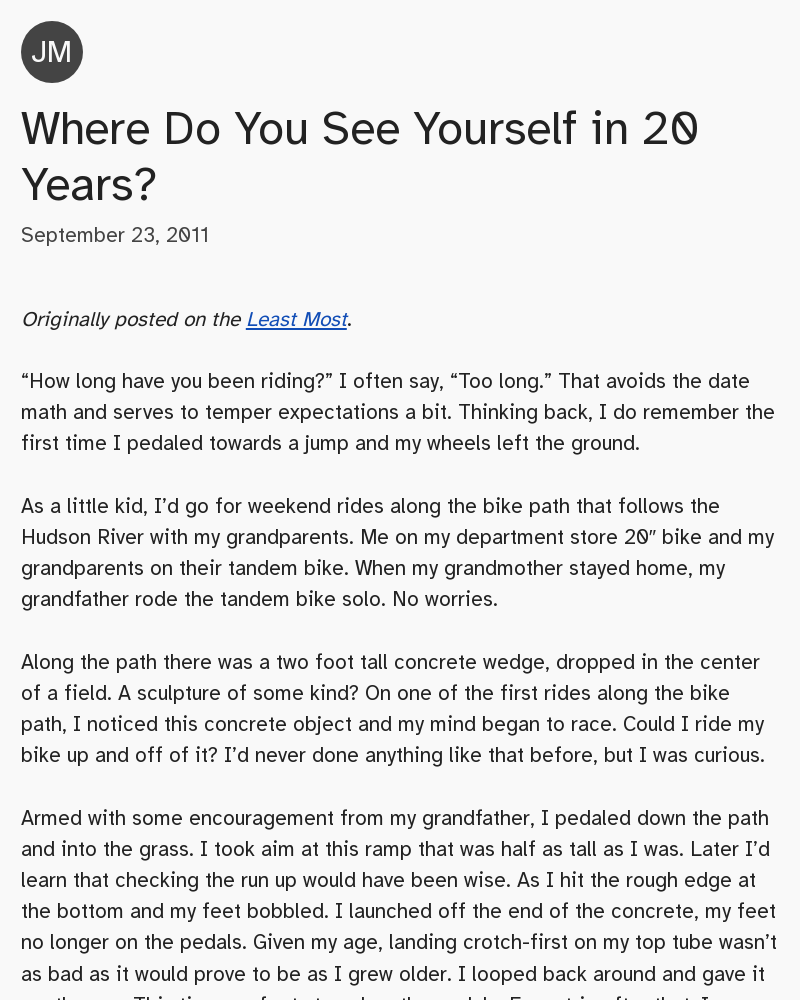 JM
Where Do You See Yourself in 20
Years?
September 23, 2011
Originally posted on the Least Most.
“How long have you been riding?” I often say, “Too long.” That avoids the date
math and serves to temper expectations a bit. Thinking back, I do remember the
first time I pedaled towards a jump and my wheels left the ground.
As a little kid, I’d go for weekend rides along the bike path that follows the
Hudson River with my grandparents. Me on my department store 20″ bike and my
grandparents on their tandem bike. When my grandmother stayed home, my
grandfather rode the tandem bike solo. No worries.
Along the path there was a two foot tall concrete wedge, dropped in the center
of a field. A sculpture of some kind? On one of the first rides along the bike
path, I noticed this concrete object and my mind began to race. Could I ride my
bike up and off of it? I’d never done anything like that before, but I was curious.
Armed with some encouragement from my grandfather, I pedaled down the path
and into the grass. I took aim at this ramp that was half as tall as I was. Later I’d
learn that checking the run up would have been wise. As I hit the rough edge at
the bottom and my feet bobbled. I launched off the end of the concrete, my feet
no longer on the pedals. Given my age, landing crotch-first on my top tube wasn’t
as bad as it would prove to be as I grew older. I looped back around and gave it